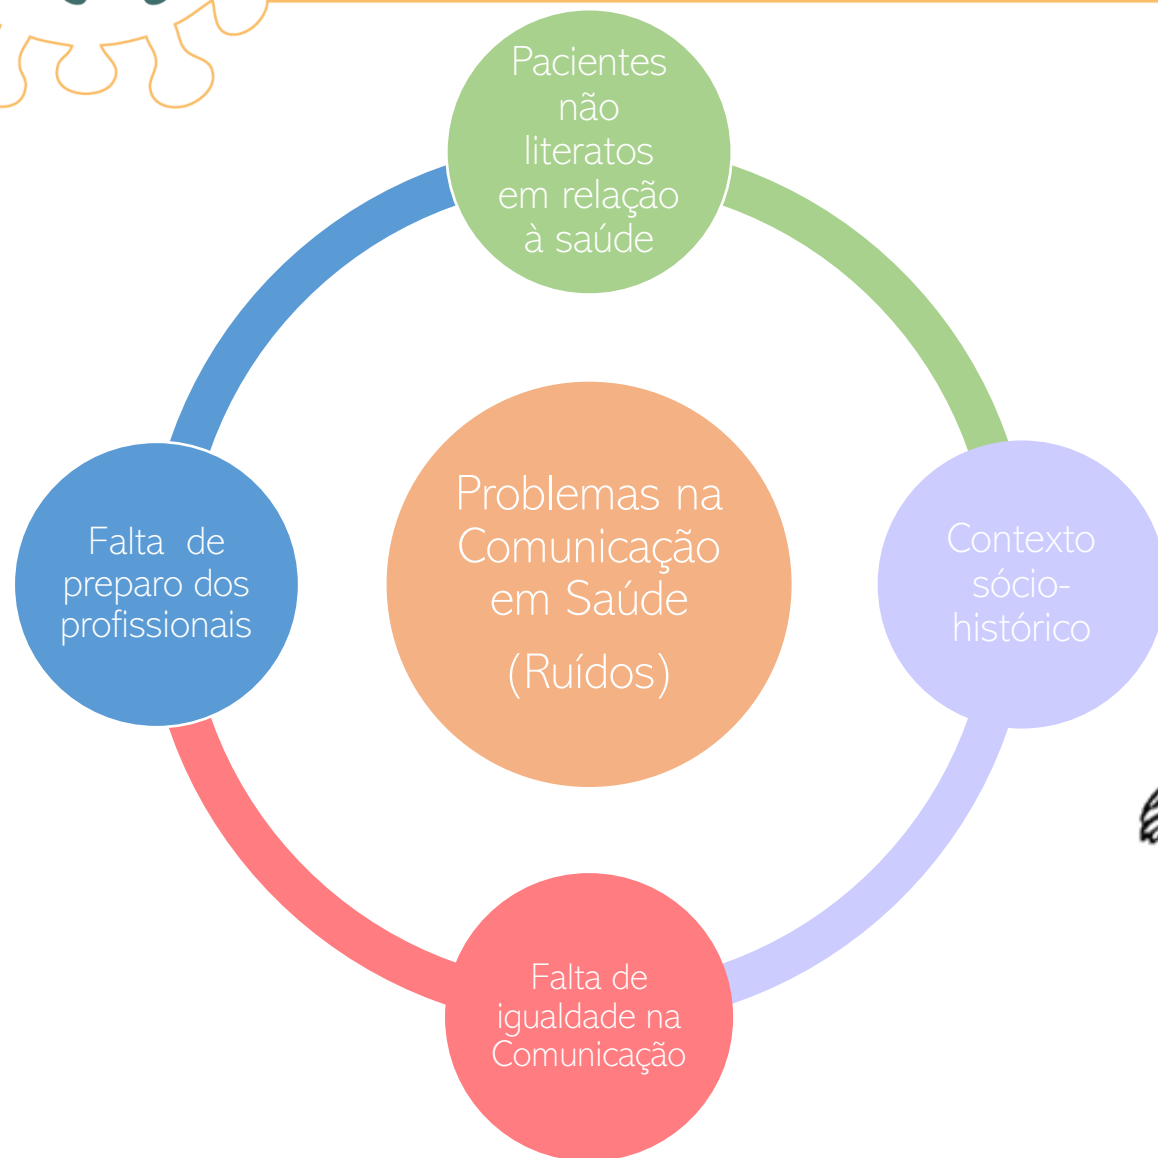 Pacientes
não
literatos
em relação
à saúde
Problemas na
Comunicação
em Saúde
(Ruídos)
Falta de
preparo dos
profissionais
Contexto
sócio-
histórico
Falta de
igualdade na
Comunicação